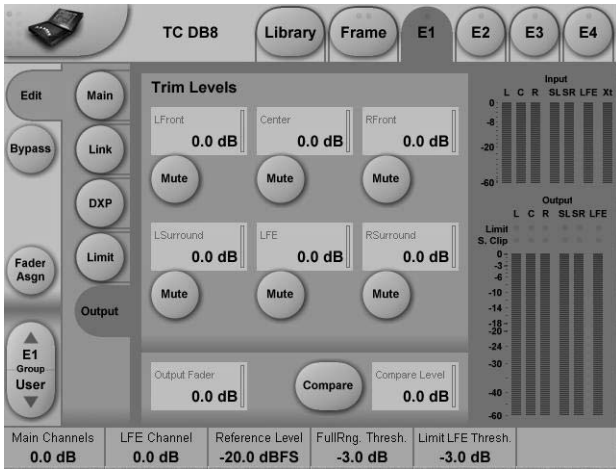 TC DB8 Library Frame E1 E2 E3 E4
Edit
Bypass
Fader
Asgn
E1
Group
User
Main
Link
DXP
Limit
Output
Trim Levels
LFront Center RFront
0.0 dB 0.0 dB 0.0 dB
Mute Mute Mute
LSurround LFE RSurround
0.0 dB 0.0 dB 0.0 dB
Mute Mute Mute
Output Fader Compare Compare Level
0.0 dB 0.0 dB
Input
L C R SL SR LFE Xt
0
-8
-20
-60
Output
L C R SL SR LFE
Limit
S. Clip
0
-3
-6
-10
-14
-18
-20
-24
-30
-40
-60
Main Channels LFE Channel Reference Level FullRng. Thresh. Limit LFE Thresh.
0.0 dB 0.0 dB -20.0 dBFS -3.0 dB -3.0 dB